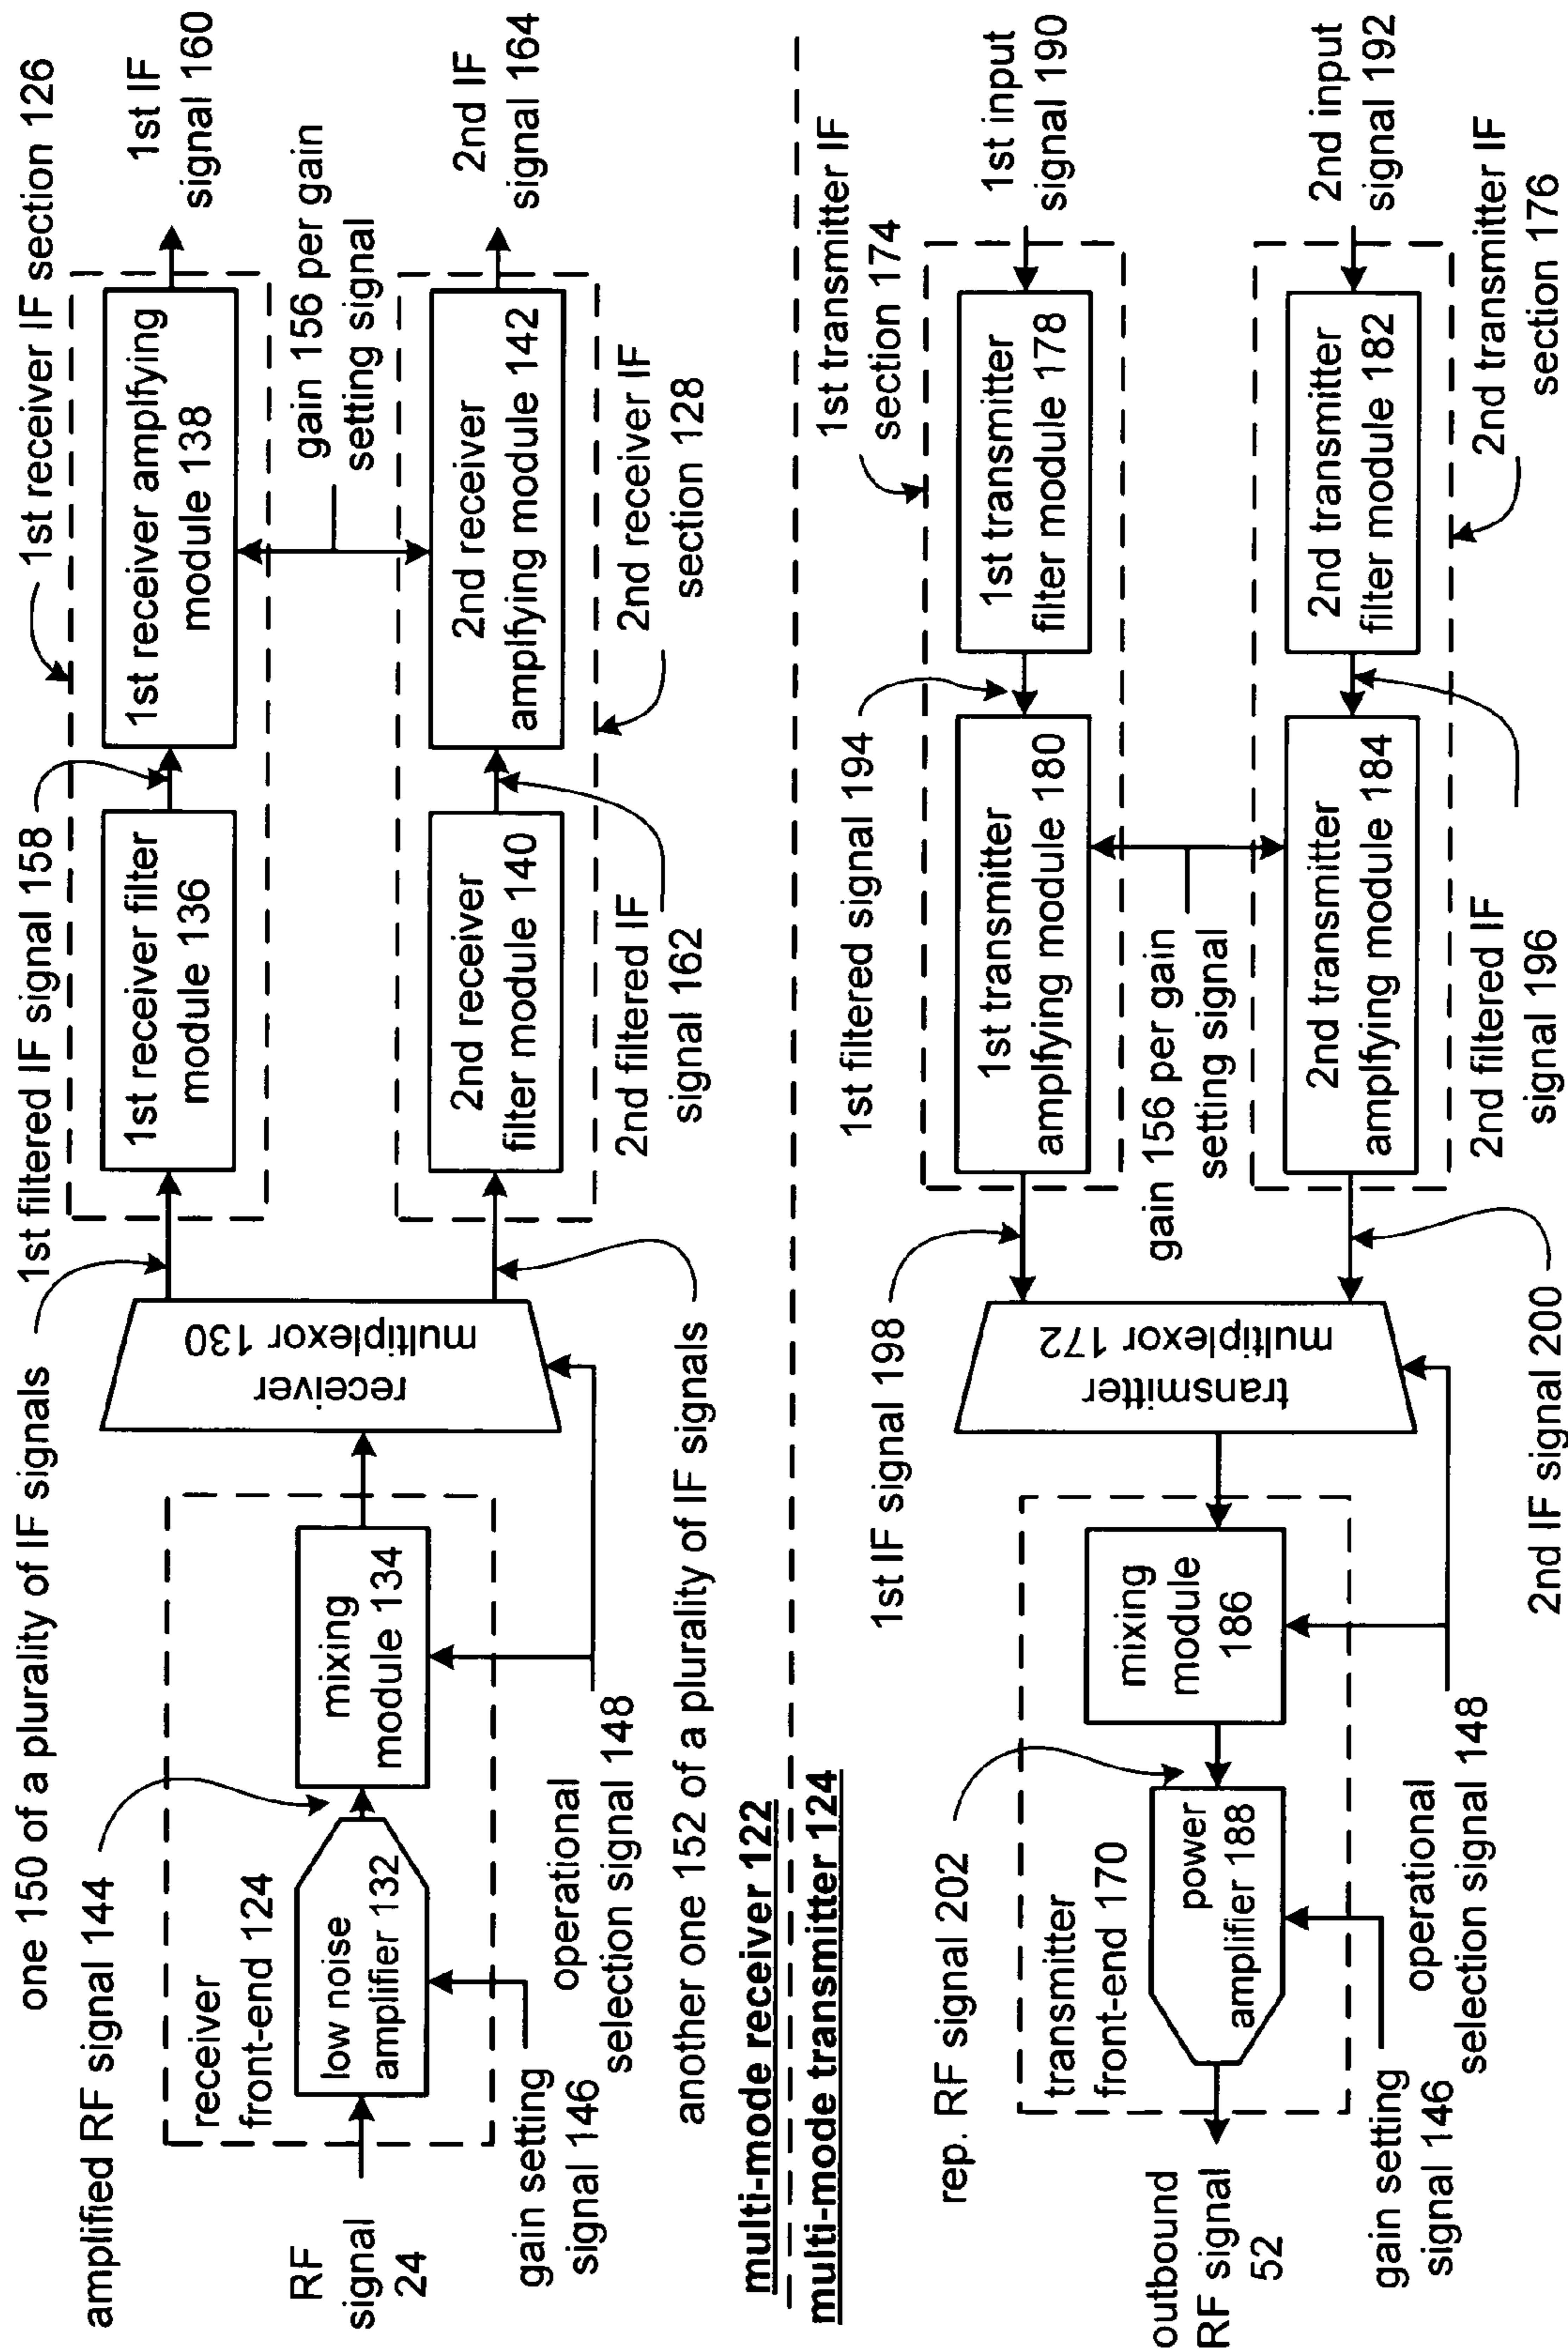 one 150 of a plurality of IF signals
1st filtered IF signal 158
1st receiver IF section 126
amplified RF signal 144
receiver
front-end 124
low noise
amplifier 132
mixing
module 134
receiver
multiplexor 130
1st receiver filter
module 136
1st receiver amplifying
module 138
1st IF
signal 160
RF
signal
24
gain setting
signal 146
operational
selection signal 148
2nd receiver
filter module 140
2nd receiver
amplfying module 142
gain 156 per gain
setting signal
2nd IF
signal 164
2nd filtered IF
signal 162
2nd receiver IF
section 128
another one 152 of a plurality of IF signals
multi-mode receiver 122
multi-mode transmitter 124
1st IF signal 198
1st filtered signal 194
1st transmitter IF
section 174
rep. RF signal 202
transmitter
front-end 170
power
amplifier 188
mixing
module
186
transmitter
multiplexor 172
1st transmitter
amplfying module 180
1st transmitter
filter module 178
1st input
signal 190
outbound
RF signal
52
gain setting
signal 146
operational
selection signal 148
gain 156 per gain
setting signal
2nd transmitter
amplfying module 184
2nd transmitter
filter module 182
2nd input
signal 192
2nd IF signal 200
2nd filtered IF
signal 196
2nd transmitter IF
section 176